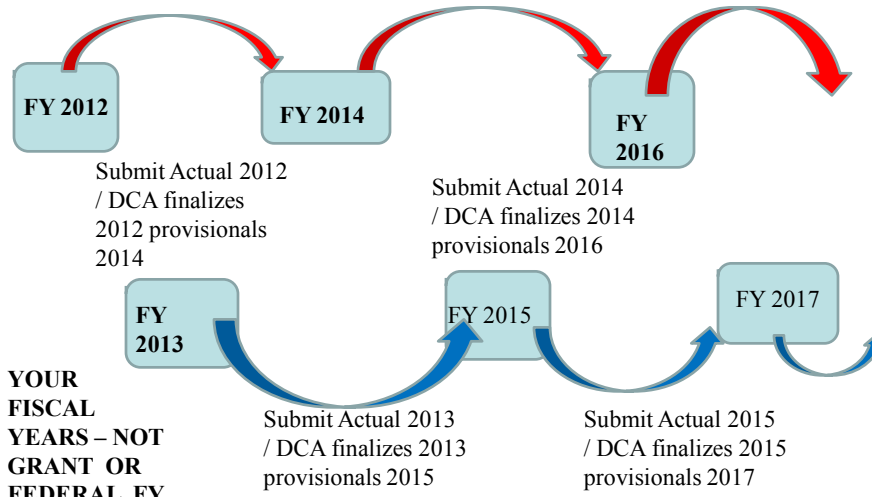 FY 2012
FY 2014
FY
2016
Submit Actual 2012
/ DCA finalizes
2012 provisionals
2014
Submit Actual 2014
/ DCA finalizes 2014
provisionals 2016
FY
2013
FY 2015
FY 2017
YOUR
FISCAL
YEARS – NOT
GRANT OR
FEDERAL FY
Submit Actual 2013
/ DCA finalizes 2013
provisionals 2015
Submit Actual 2015
/ DCA finalizes 2015
provisionals 2017